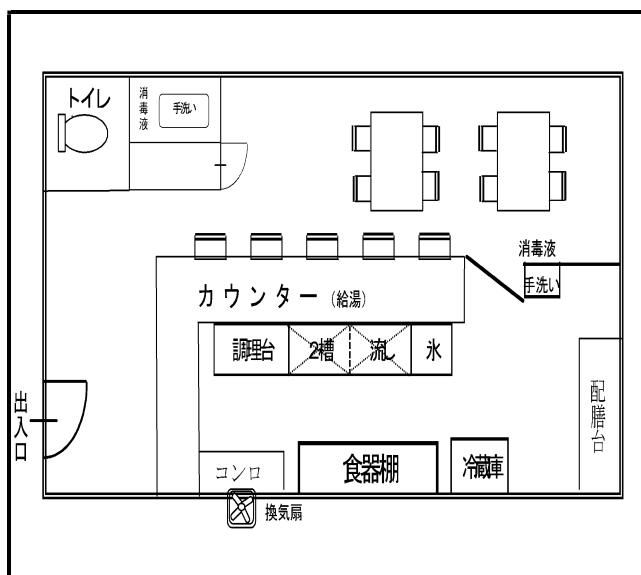 トイレ
消毒液
手洗い
消毒液
手洗い
カウンター（給湯）
調理台
2槽
流し
氷
配膳台
出入口
コンロ
食器棚
冷蔵庫
換気扇